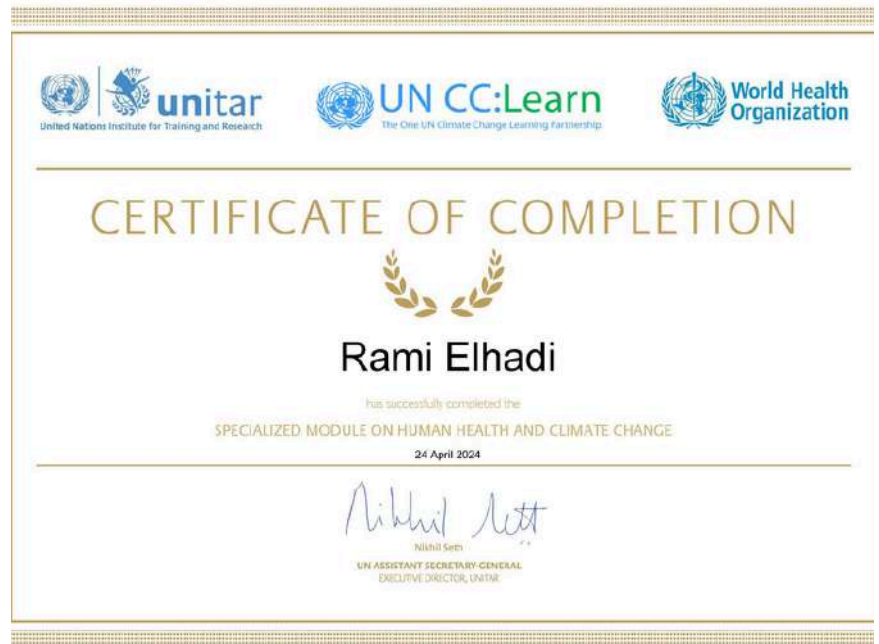 unitar
United Nations Institute for Training and Research
UN CC:Learn
The One UN Climate Change Learning Partnership
World Health
Organization
CERTIFICATE OF COMPLETION
Rami Elhadi
has successfully completed the
SPECIALIZED MODULE ON HUMAN HEALTH AND CLIMATE CHANGE
24 April 2024
Nikhil Seth
Nikhil Seth
UN ASSISTANT SECRETARY-GENERAL
EXECUTIVE DIRECTOR, UNITAR